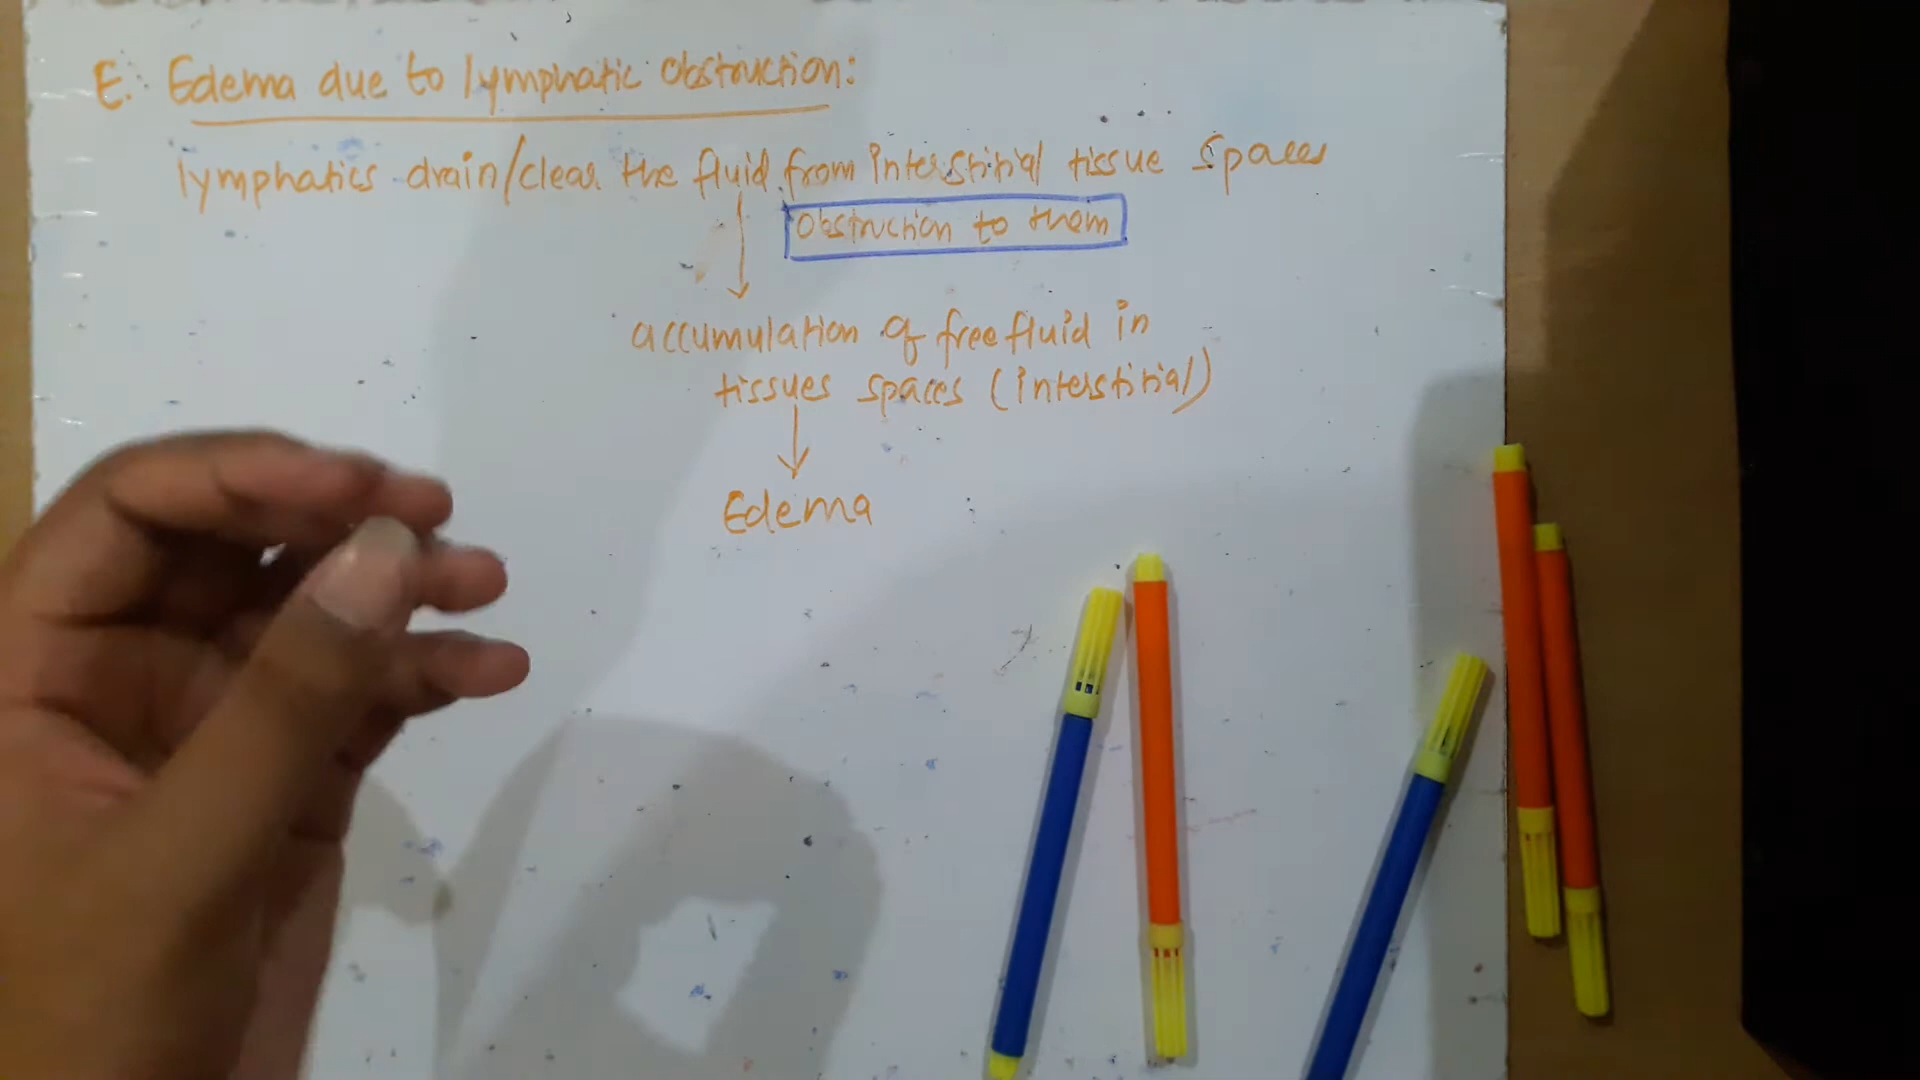 E. Edema due to lymphatic obstruction:
lymphatics drain/clear the fluid from interstitial tissue spaces
obstruction to them
accumulation of free fluid in
tissues spaces (interstitial)
Edema